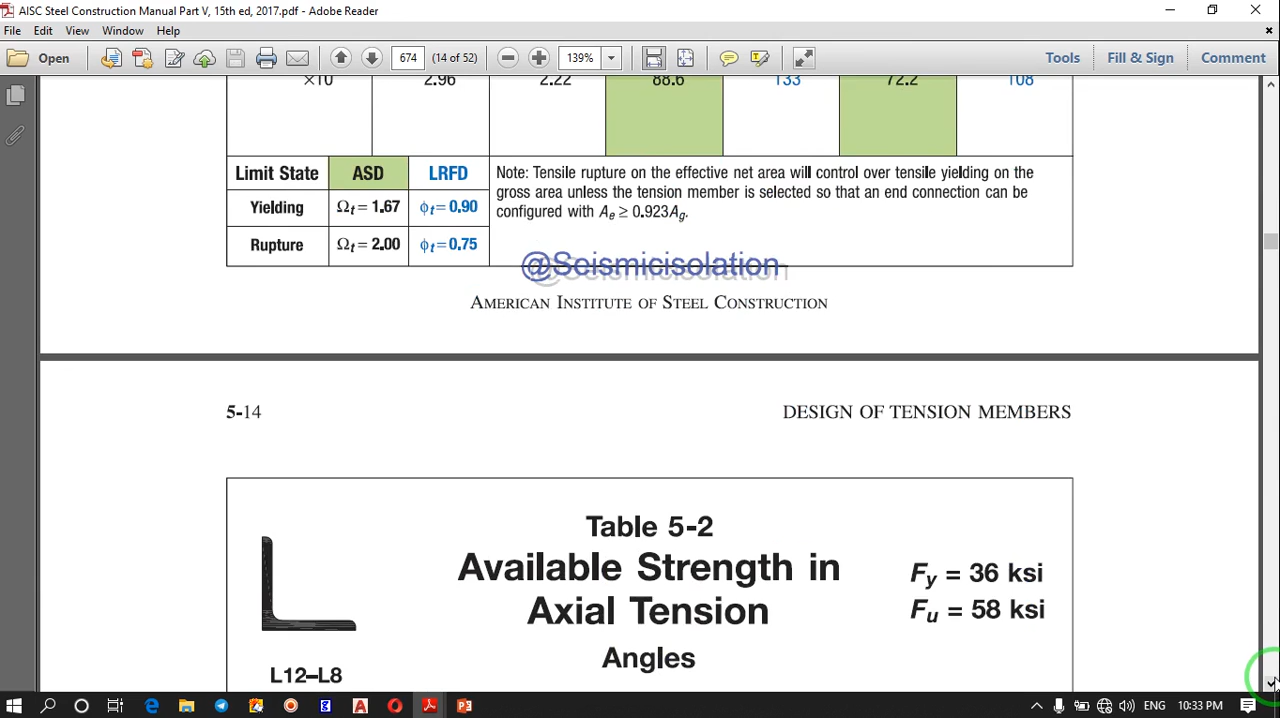 AISC Steel Construction Manual Part V, 15th ed, 2017.pdf - Adobe Reader
File Edit View Window Help
Open 674 (14 of 52) 139% Tools Fill & Sign Comment
×10 2.96 2.22 88.6 133 72.2 108
Limit State ASD LRFD
Yielding Ωt = 1.67 ϕt = 0.90
Rupture Ωt = 2.00 ϕt = 0.75
Note: Tensile rupture on the effective net area will control over tensile yielding on the
gross area unless the tension member is selected so that an end connection can be
configured with Ae ≥ 0.923Ag.
@Seismicisolation
AMERICAN INSTITUTE OF STEEL CONSTRUCTION
5-14 DESIGN OF TENSION MEMBERS
Table 5-2
Available Strength in
Axial Tension
Angles
Fy = 36 ksi
Fu = 58 ksi
L12–L8
ENG 10:33 PM